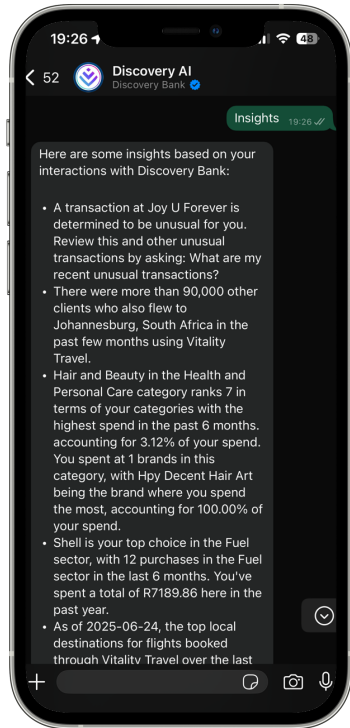 19:26
48
52
Discovery AI
Discovery Bank
Insights 19:26
Here are some insights based on your
interactions with Discovery Bank:
• A transaction at Joy U Forever is
determined to be unusual for you.
Review this and other unusual
transactions by asking: What are my
recent unusual transactions?
• There were more than 90,000 other
clients who also flew to
Johannesburg, South Africa in the
past few months using Vitality
Travel.
• Hair and Beauty in the Health and
Personal Care category ranks 7 in
terms of your categories with the
highest spend in the past 6 months.
accounting for 3.12% of your spend.
You spent at 1 brands in this
category, with Hpy Decent Hair Art
being the brand where you spend
the most, accounting for 100.00% of
your spend.
• Shell is your top choice in the Fuel
sector, with 12 purchases in the Fuel
sector in the last 6 months. You've
spent a total of R7189.86 here in the
past year.
• As of 2025-06-24, the top local
destinations for flights booked
through Vitality Travel over the last